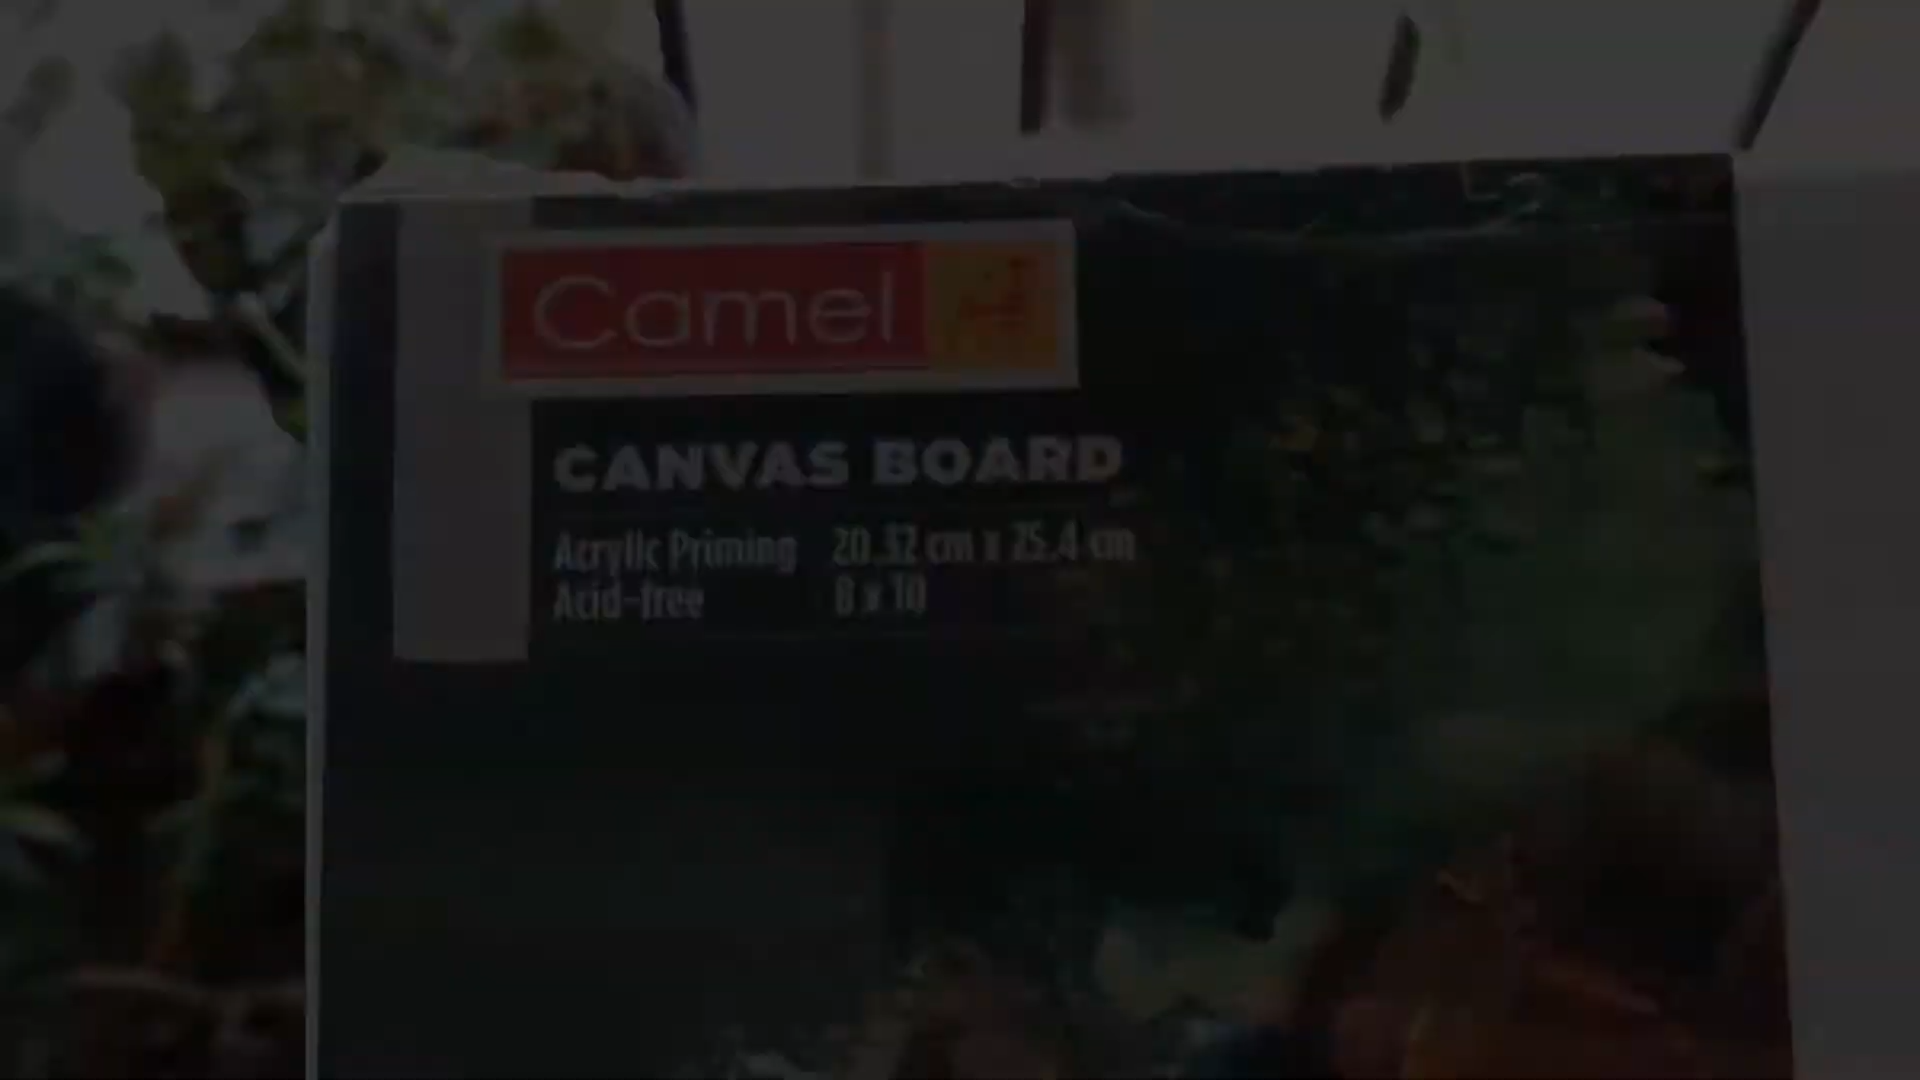 Camel
CANVAS BOARD
Acrylic Priming 20.32 cm x 25.4 cm
Acid-free 8 x 10